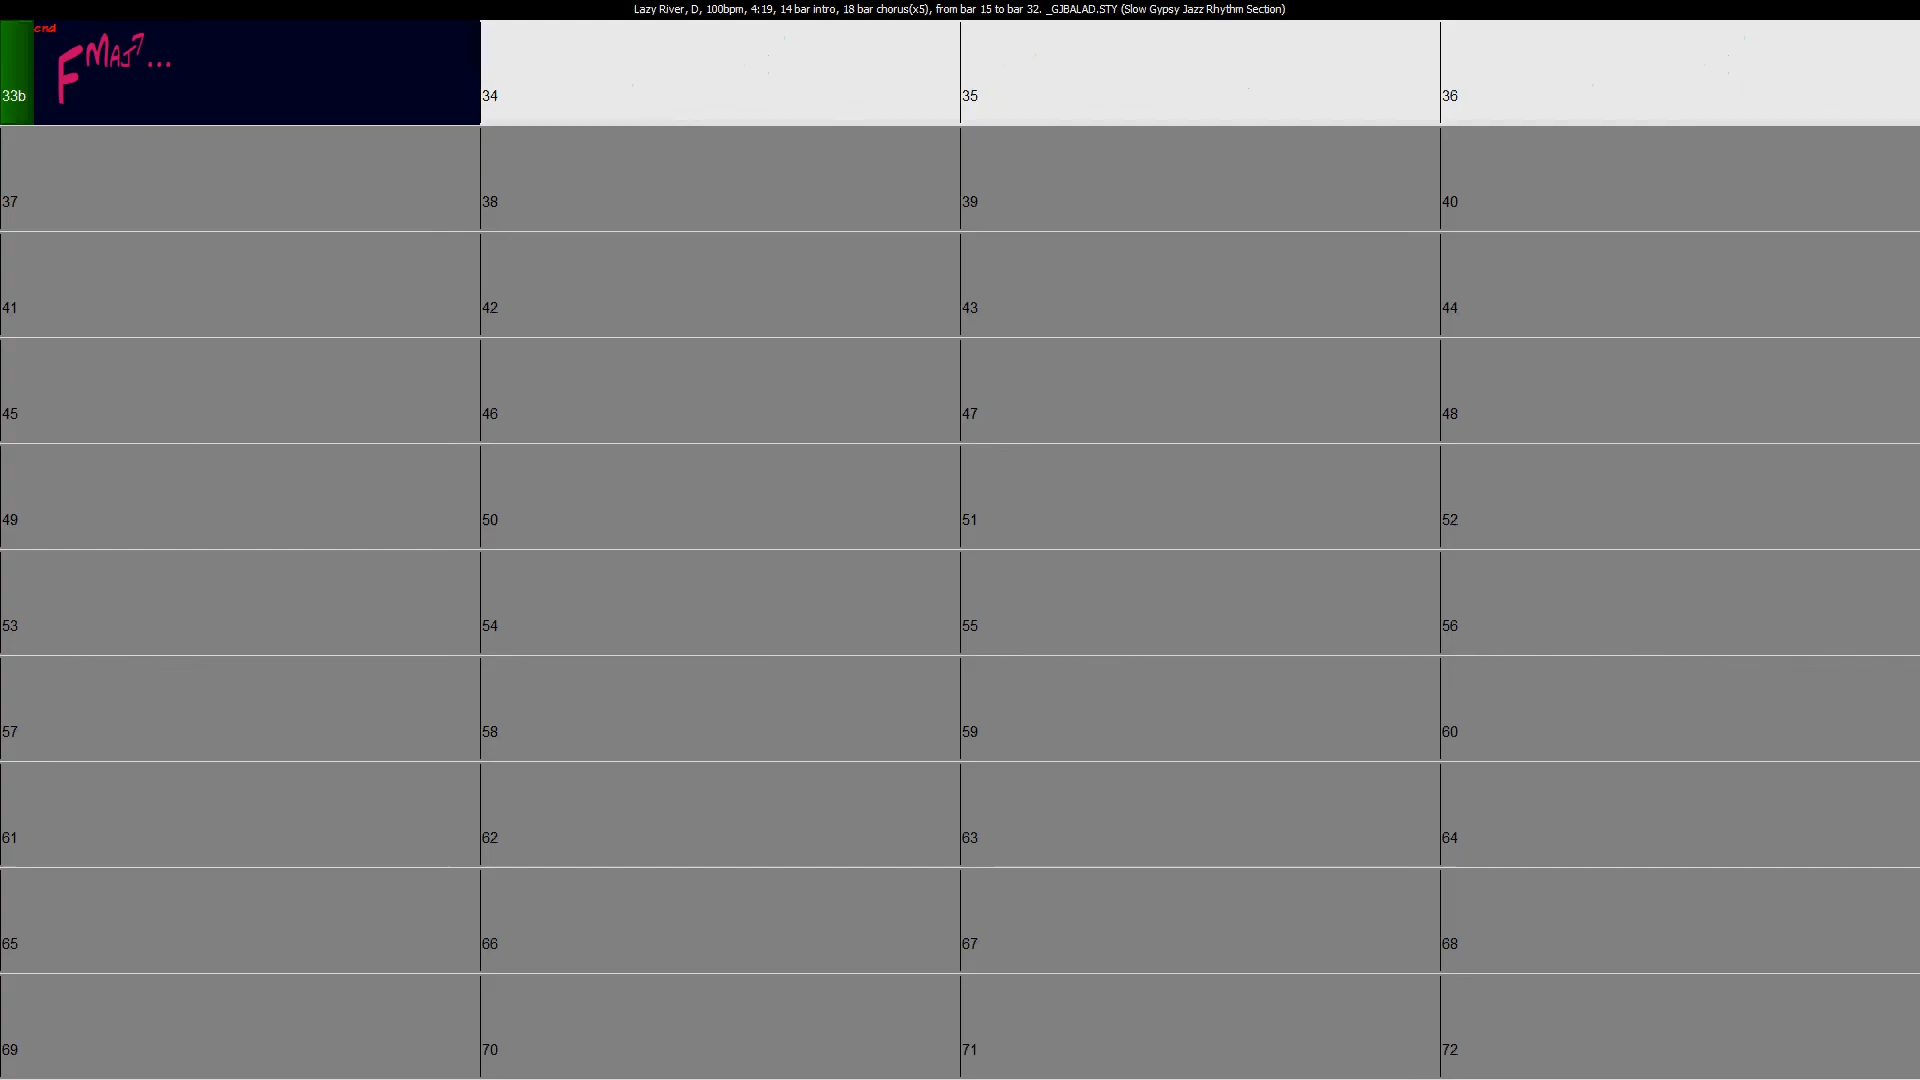 Lazy River, D, 100bpm, 4:19, 14 bar intro, 18 bar chorus(x5), from bar 15 to bar 32. _GJBALAD.STY (Slow Gypsy Jazz Rhythm Section)
end
FMAJ7...
33b 34 35 36
37 38 39 40
41 42 43 44
45 46 47 48
49 50 51 52
53 54 55 56
57 58 59 60
61 62 63 64
65 66 67 68
69 70 71 72